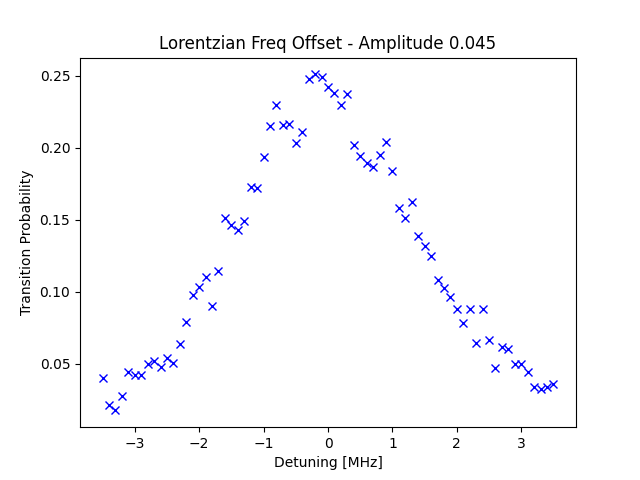 Lorentzian Freq Offset - Amplitude 0.045
0.25
0.20
0.15
0.10
0.05
Transition Probability
−3 −2 −1 0 1 2 3
Detuning [MHz]